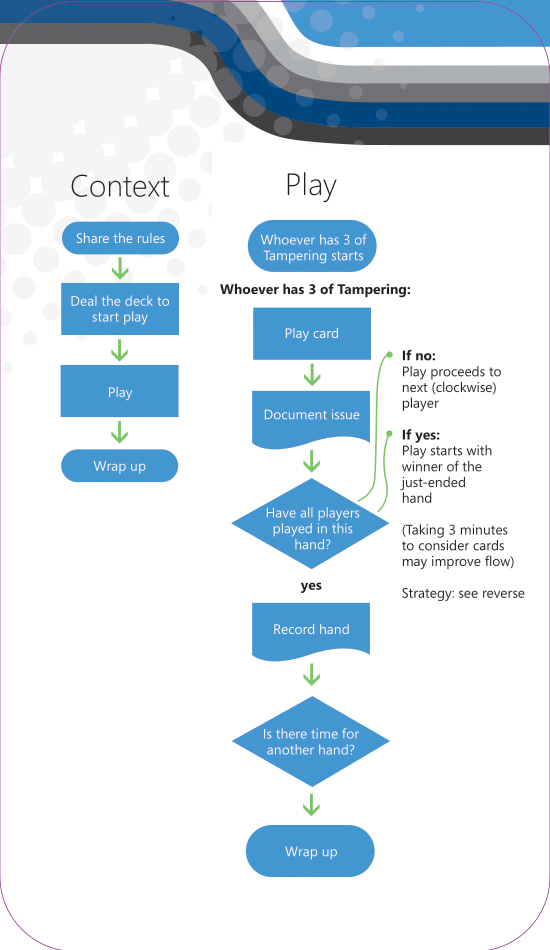 Context
Share the rules
Deal the deck to
start play
Play
Wrap up
Play
Whoever has 3 of
Tampering starts
Whoever has 3 of Tampering:
Play card
Document issue
Have all players
played in this
hand?
If no:
Play proceeds to
next (clockwise)
player
If yes:
Play starts with
winner of the
just-ended
hand
(Taking 3 minutes
to consider cards
may improve flow)
Strategy: see reverse
yes
Record hand
Is there time for
another hand?
Wrap up